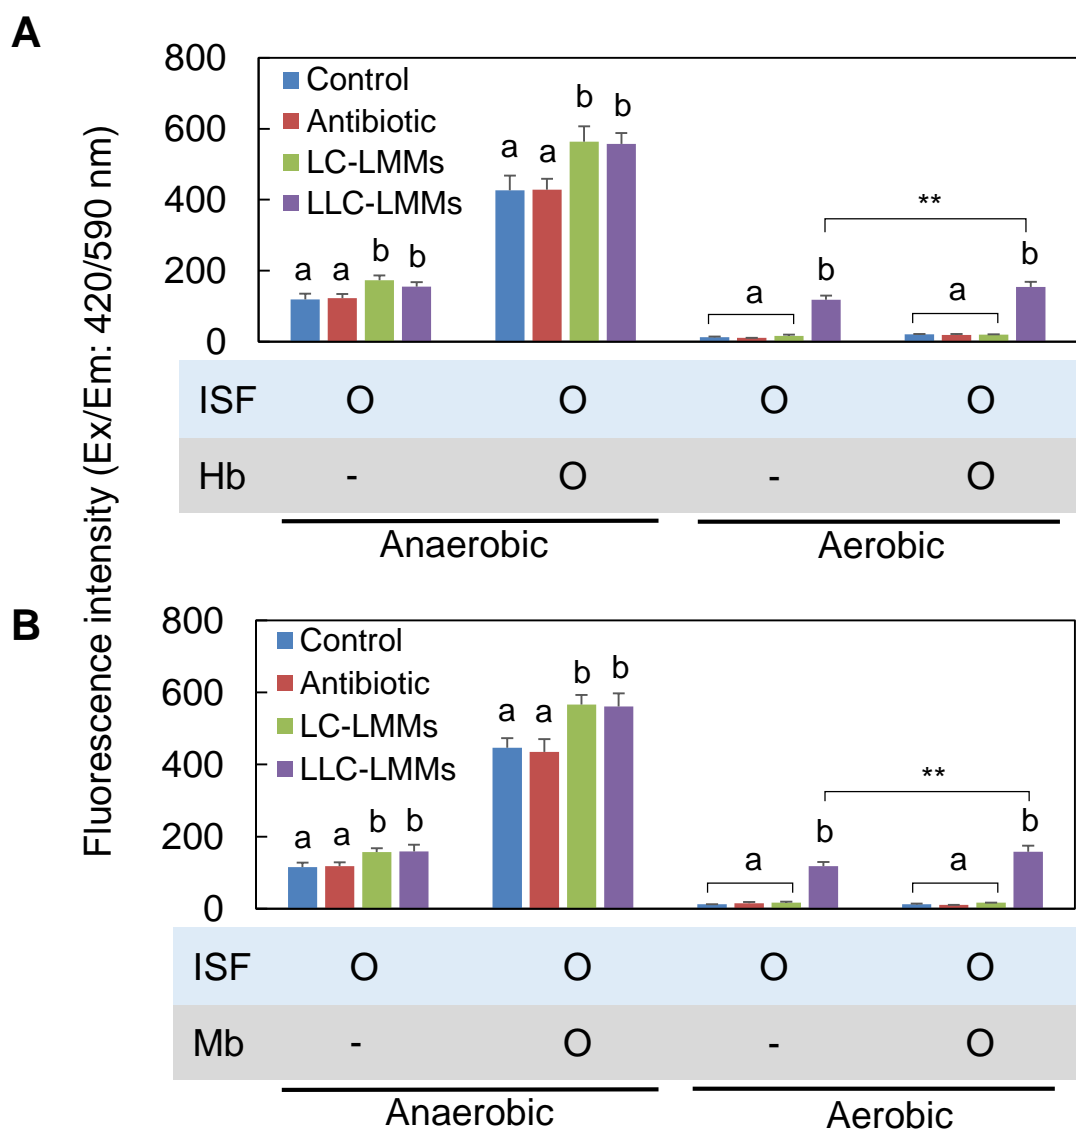 A
Fluorescence intensity (Ex/Em: 420/590 nm)
800
600
400
200
0
Control
Antibiotic
LC-LMMs
LLC-LMMs
a a b b
a a b b
a b
a b
**
ISF O O O O
Hb - O - O
Anaerobic Aerobic
B
800
600
400
200
0
Control
Antibiotic
LC-LMMs
LLC-LMMs
a a b b
a a b b
a b
a b
**
ISF O O O O
Mb - O - O
Anaerobic Aerobic